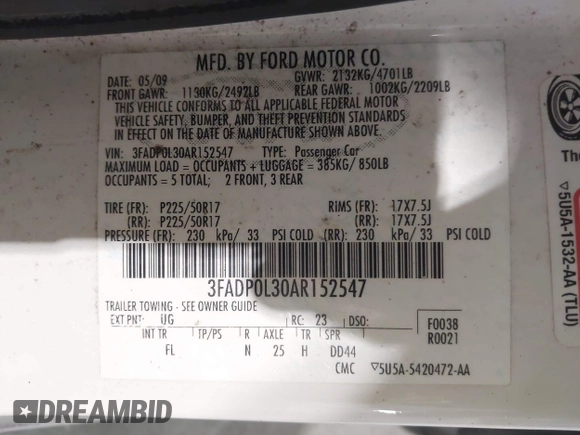 MFD. BY FORD MOTOR CO.
DATE: 05/09 GVWR: 2132KG/4701LB
FRONT GAWR: 1130KG/2492LB REAR GAWR: 1002KG/2209LB
THIS VEHICLE CONFORMS TO ALL APPLICABLE FEDERAL MOTOR
VEHICLE SAFETY, BUMPER, AND THEFT PREVENTION STANDARDS
IN EFFECT ON THE DATE OF MANUFACTURE SHOWN ABOVE.
VIN: 3FADP0L30AR152547 TYPE: Passenger Car
MAXIMUM LOAD = OCCUPANTS + LUGGAGE = 385KG/ 850LB
OCCUPANTS = 5 TOTAL: 2 FRONT, 3 REAR
TIRE (FR): P225/50R17 RIMS (FR): 17X7.5J
(RR): P225/50R17 (RR): 17X7.5J
PRESSURE (FR): 230 kPa/ 33 PSI COLD (RR): 230 kPa/ 33 PSI COLD
3FADP0L30AR152547
TRAILER TOWING - SEE OWNER GUIDE
EXT PNT: UG RC: 23 DSO:
F0038
R0021
INT TR TP/PS R AXLE TR SPR
FL N 25 H DD44
CMC ▽5U5A-5420472-AA
The
▽5U5A-1532-AA (TLU)
DREAMBID